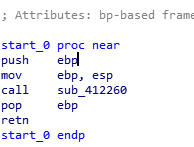 ; Attributes: bp-based frame
start_0 proc near
push ebp
mov ebp, esp
call sub_412260
pop ebp
retn
start_0 endp